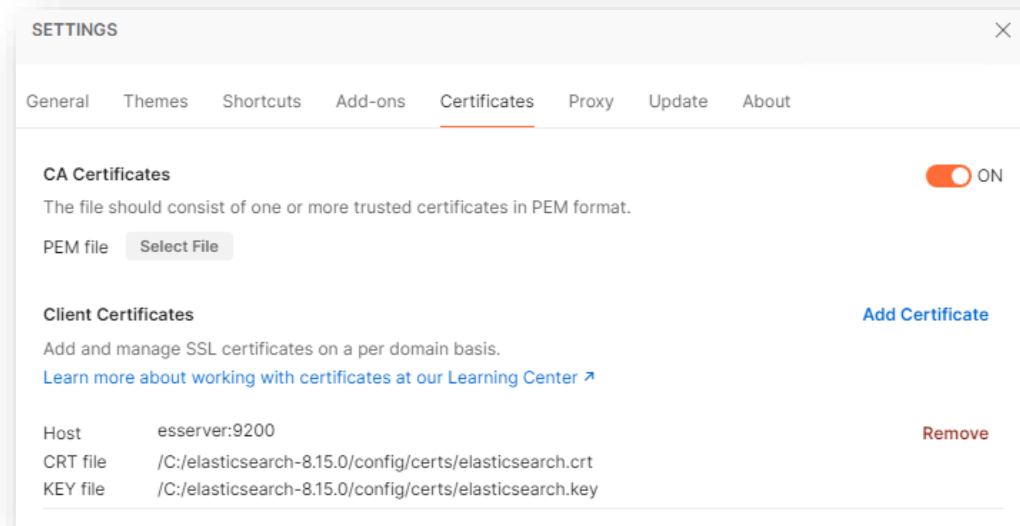 SETTINGS
General Themes Shortcuts Add-ons Certificates Proxy Update About
CA Certificates ON
The file should consist of one or more trusted certificates in PEM format.
PEM file Select File
Client Certificates Add Certificate
Add and manage SSL certificates on a per domain basis.
Learn more about working with certificates at our Learning Center ↗
Host esserver:9200 Remove
CRT file /C:/elasticsearch-8.15.0/config/certs/elasticsearch.crt
KEY file /C:/elasticsearch-8.15.0/config/certs/elasticsearch.key